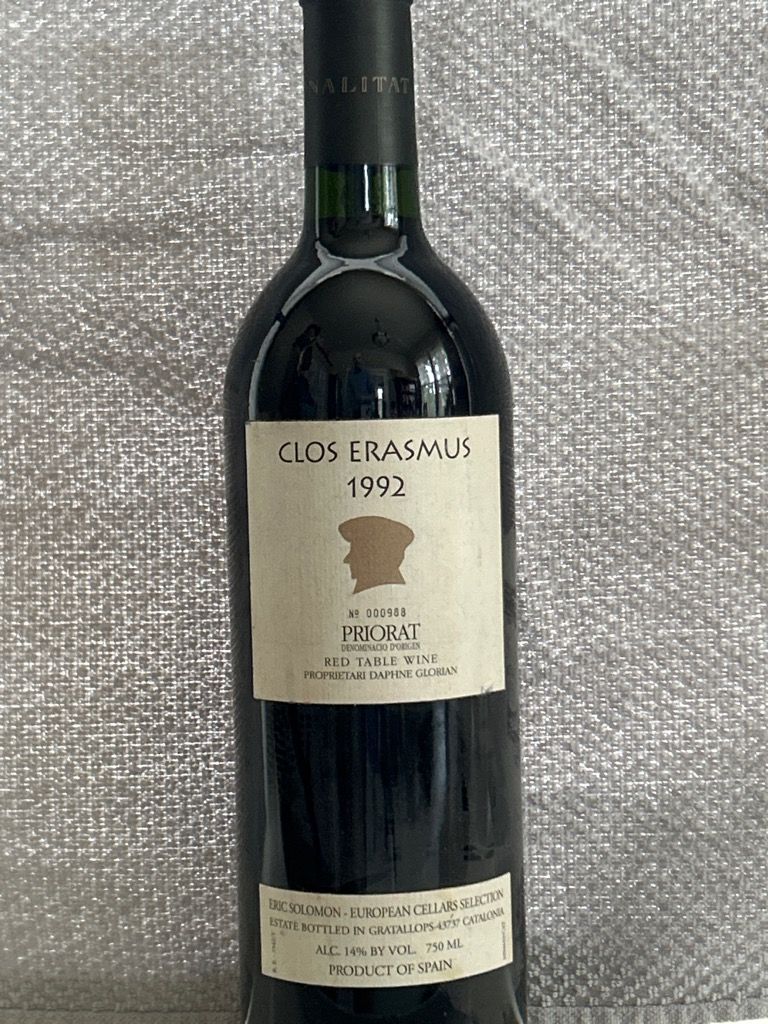 NALITAT
CLOS ERASMUS
1992
Nº 000988
PRIORAT
DENOMINACIO D'ORIGEN
RED TABLE WINE
PROPRIETARI DAPHNE GLORIAN
ERIC SOLOMON - EUROPEAN CELLARS SELECTION
ESTATE BOTTLED IN GRATALLOPS-43737 CATALONIA
ALC. 14% BY VOL. 750 ML
PRODUCT OF SPAIN